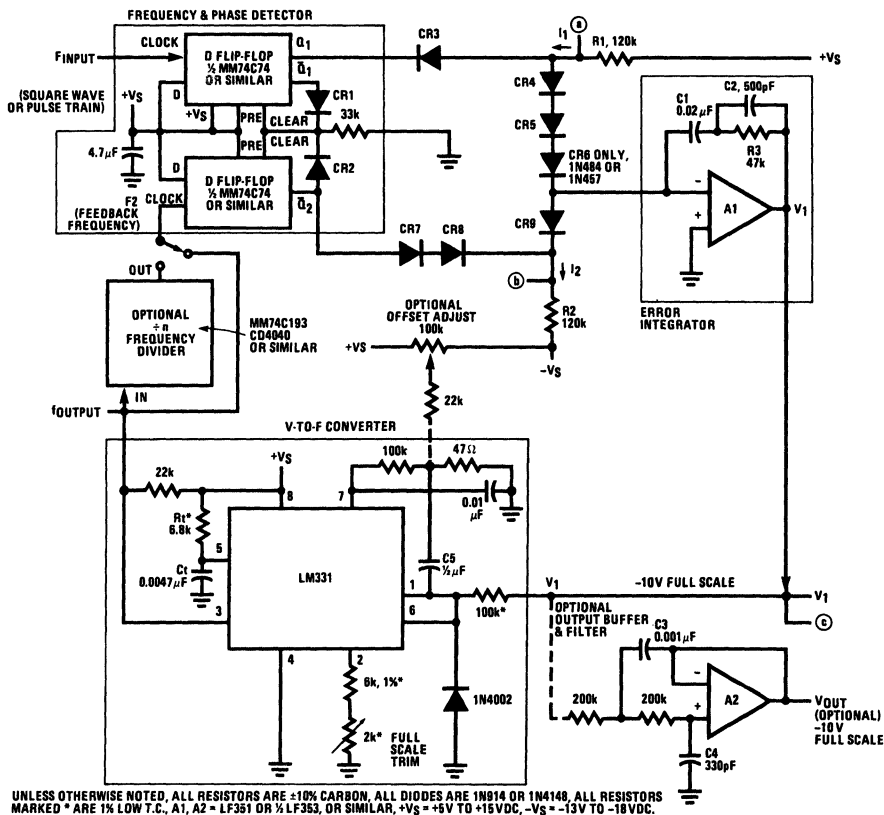 FREQUENCY & PHASE DETECTOR
FINPUT
CLOCK
D FLIP-FLOP
½ MM74C74
OR SIMILAR
Q1
Q̅1
CR3
I1
a
R1, 120k
+VS
(SQUARE WAVE
OR PULSE TRAIN)
+VS
D
+VS
PRE
CLEAR
CR1
33k
CR4
CR5
C1
0.02µF
C2, 500pF
R3
47k
4.7µF
PRE
CLEAR
D
D FLIP-FLOP
½ MM74C74
OR SIMILAR
CR2
CR6 ONLY,
1N484 OR
1N457
–
+
A1
V1
F2
(FEEDBACK
FREQUENCY)
CLOCK
Q̅2
CR7
CR8
CR9
b
I2
R2
120k
–VS
ERROR
INTEGRATOR
OUT
OPTIONAL
÷ n
FREQUENCY
DIVIDER
MM74C193
CD4040
OR SIMILAR
OPTIONAL
OFFSET ADJUST
100k
+VS
22k
IN
fOUTPUT
V-TO-F CONVERTER
22k
+VS
8
7
100k
47Ω
0.01
µF
Rt*
6.8k
5
Ct
0.0047µF
3
LM331
C5
½µF
1
6
100k*
V1
–10V FULL SCALE
V1
c
OPTIONAL
OUTPUT BUFFER
& FILTER
4
2
6k, 1%*
2k*
FULL
SCALE
TRIM
1N4002
C3
0.001µF
200k
200k
–
+
A2
C4
330pF
VOUT
(OPTIONAL)
–10V
FULL SCALE
UNLESS OTHERWISE NOTED, ALL RESISTORS ARE ±10% CARBON, ALL DIODES ARE 1N914 OR 1N4148, ALL RESISTORS
MARKED * ARE 1% LOW T.C., A1, A2 = LF351 OR ½ LF353, OR SIMILAR, +VS = +5V TO +15VDC, –VS = –13V TO –18VDC.